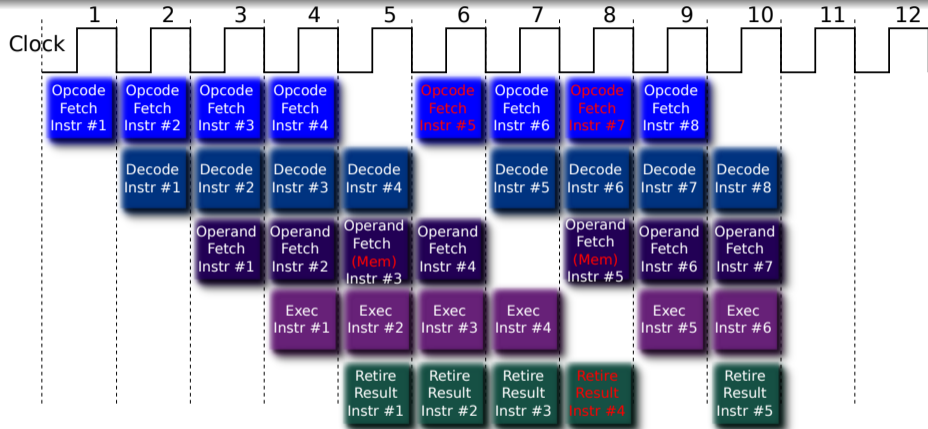 1 2 3 4 5 6 7 8 9 10 11 12
Clock
Opcode Opcode Opcode Opcode Opcode Opcode Opcode Opcode
Fetch Fetch Fetch Fetch Fetch Fetch Fetch Fetch
Instr #1 Instr #2 Instr #3 Instr #4 Instr #5 Instr #6 Instr #7 Instr #8
Decode Decode Decode Decode Decode Decode Decode Decode
Instr #1 Instr #2 Instr #3 Instr #4 Instr #5 Instr #6 Instr #7 Instr #8
Operand Operand Operand Operand Operand Operand Operand
Fetch Fetch Fetch Fetch Fetch Fetch Fetch
(Mem) (Mem)
Instr #1 Instr #2 Instr #3 Instr #4 Instr #5 Instr #6 Instr #7
Exec Exec Exec Exec Exec Exec
Instr #1 Instr #2 Instr #3 Instr #4 Instr #5 Instr #6
Retire Retire Retire Retire Retire
Result Result Result Result Result
Instr #1 Instr #2 Instr #3 Instr #4 Instr #5